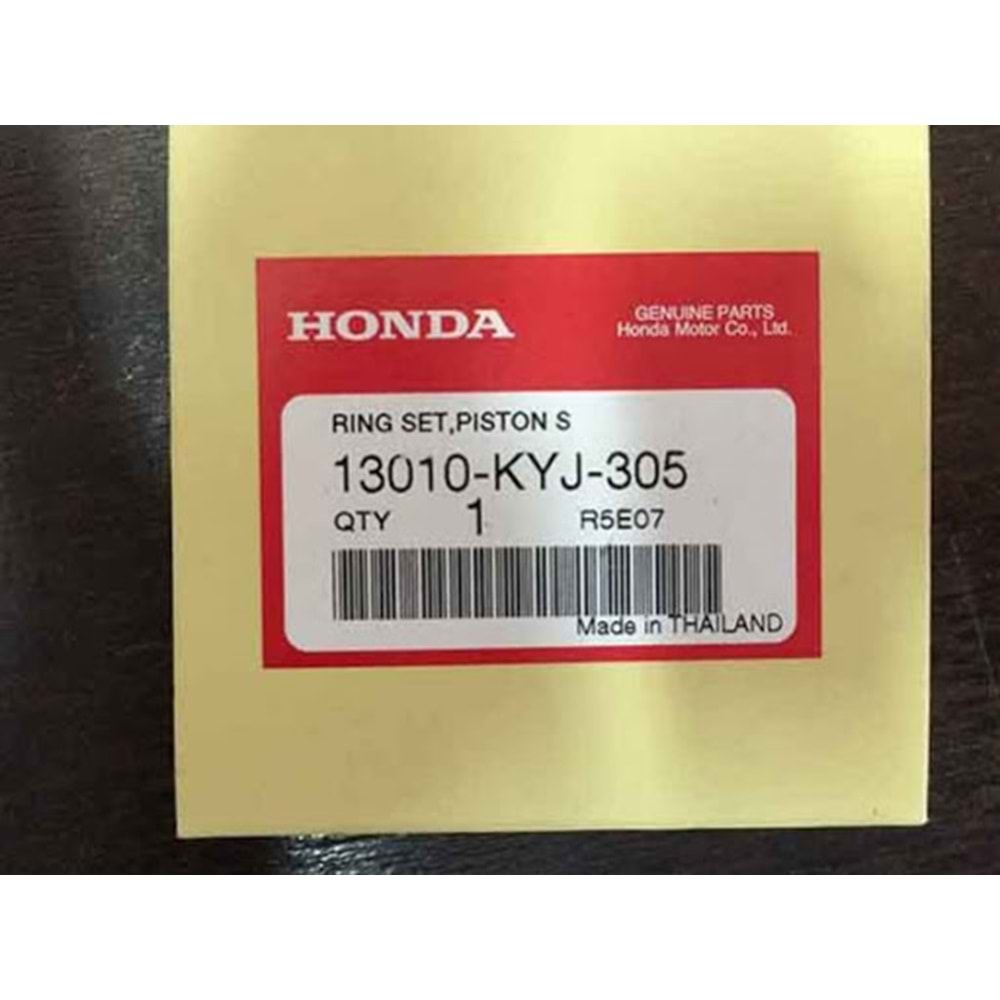 HONDA
GENUINE PARTS
Honda Motor Co., Ltd.
RING SET,PISTON S
13010-KYJ-305
QTY 1 R5E07
Made in THAILAND